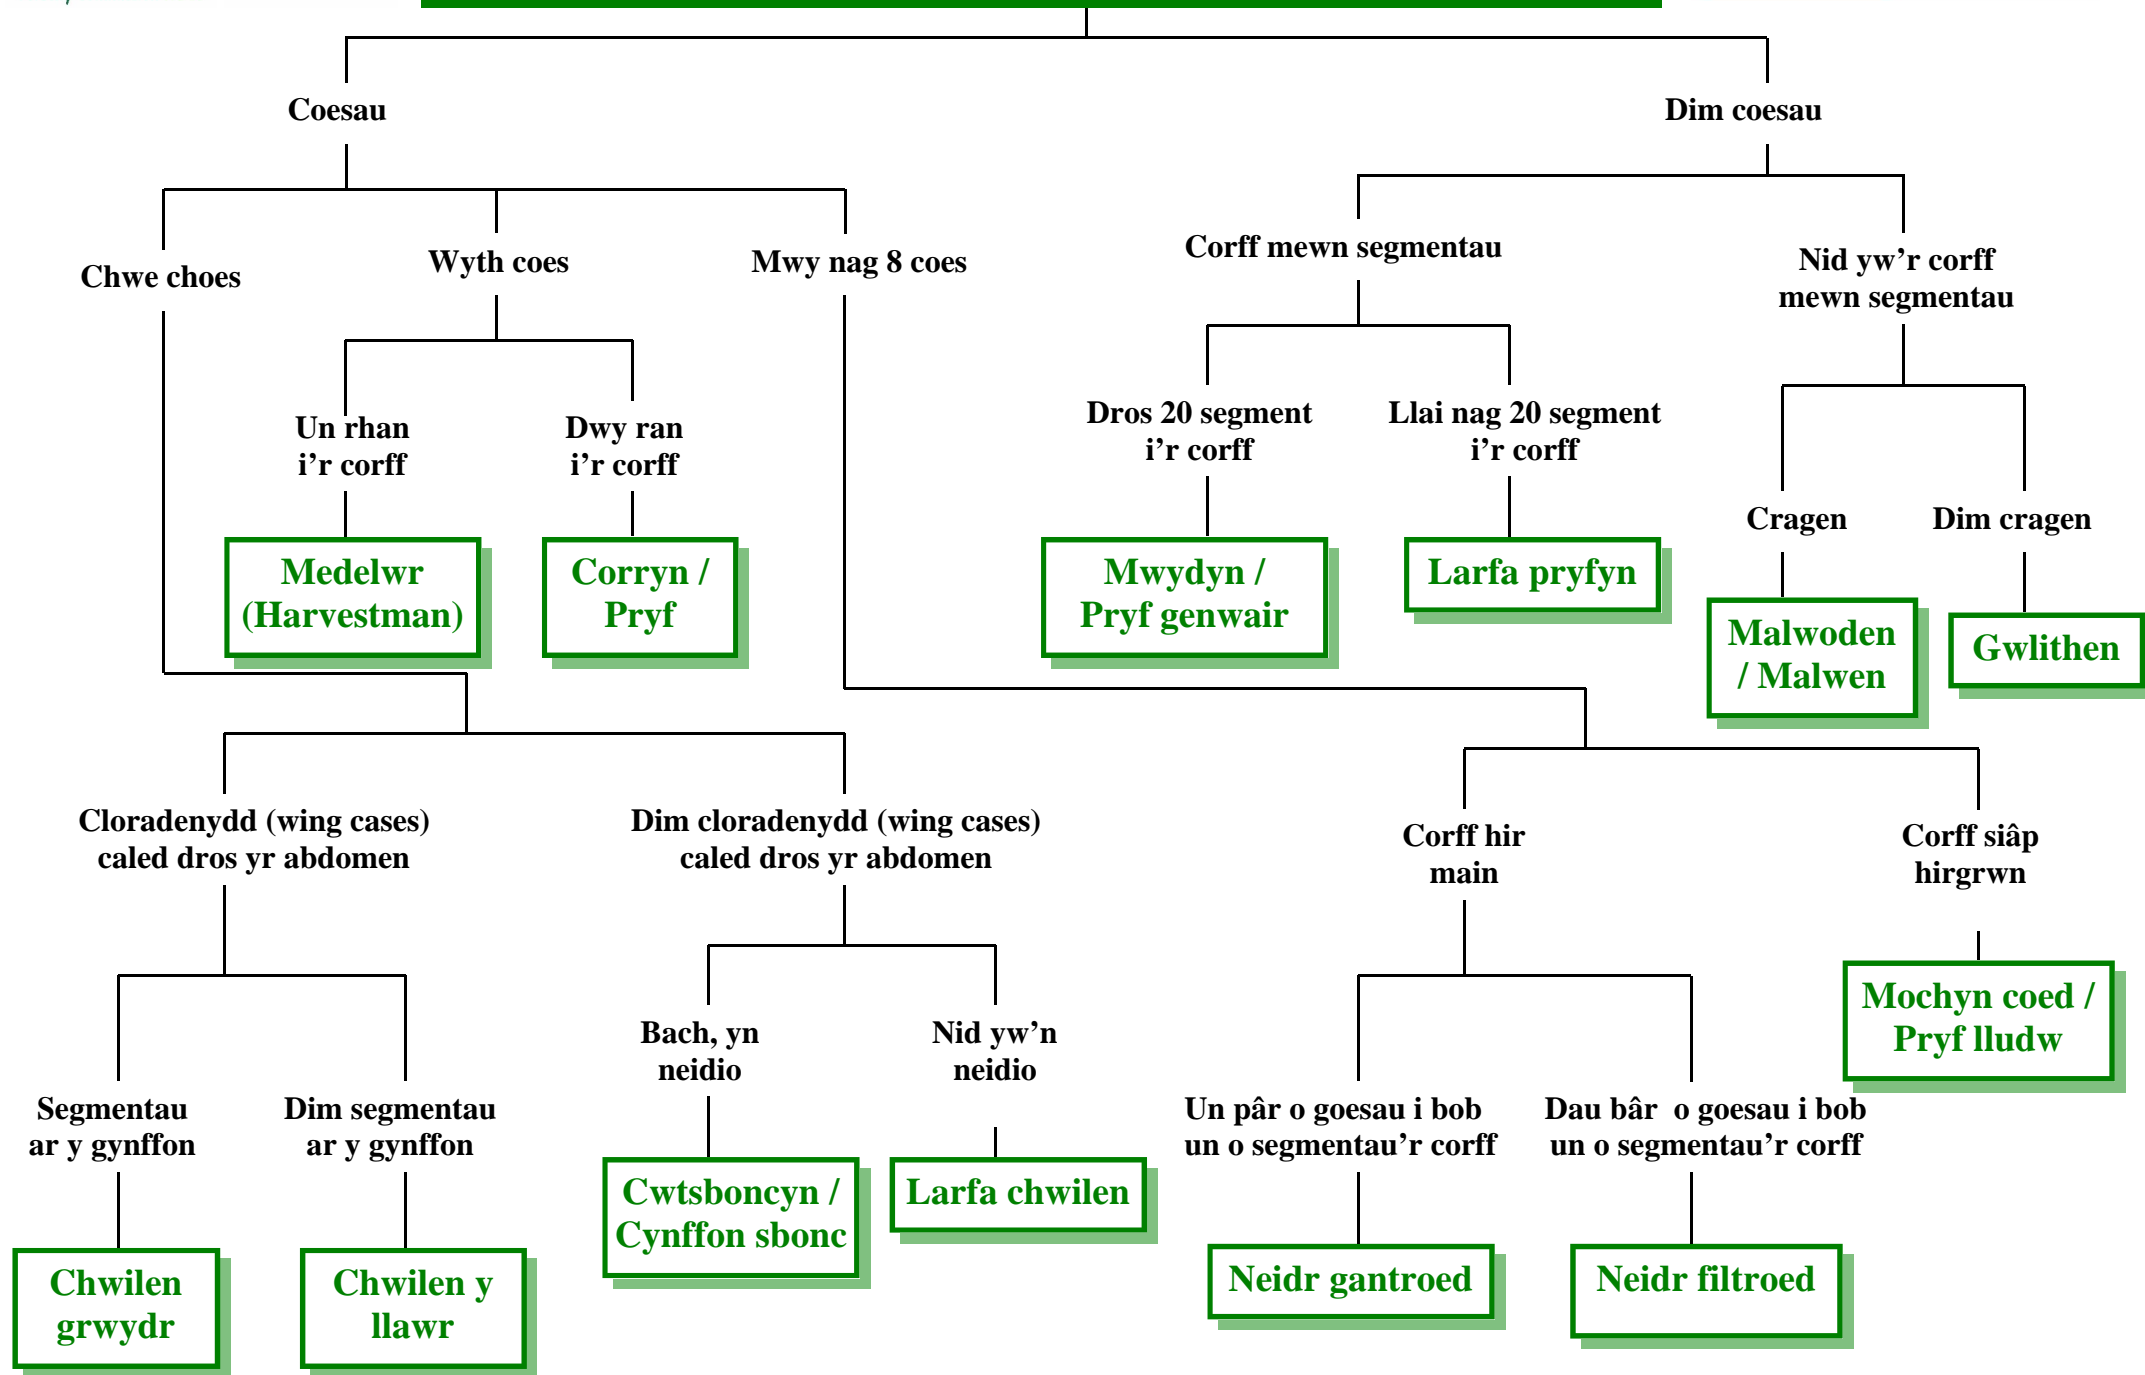 Coesau
Dim coesau
Chwe choes
Wyth coes
Mwy nag 8 coes
Corff mewn segmentau
Nid yw’r corff
mewn segmentau
Un rhan
i’r corff
Dwy ran
i’r corff
Dros 20 segment
i’r corff
Llai nag 20 segment
i’r corff
Cragen
Dim cragen
Medelwr
(Harvestman)
Corryn /
Pryf
Mwydyn /
Pryf genwair
Larfa pryfyn
Malwoden
/ Malwen
Gwlithen
Cloradenydd (wing cases)
caled dros yr abdomen
Dim cloradenydd (wing cases)
caled dros yr abdomen
Corff hir
main
Corff siâp
hirgrwn
Bach, yn
neidio
Nid yw’n
neidio
Mochyn coed /
Pryf lludw
Segmentau
ar y gynffon
Dim segmentau
ar y gynffon
Un pâr o goesau i bob
un o segmentau’r corff
Dau bâr o goesau i bob
un o segmentau’r corff
Cwtsboncyn /
Cynffon sbonc
Larfa chwilen
Chwilen
grwydr
Chwilen y
llawr
Neidr gantroed
Neidr filtroed